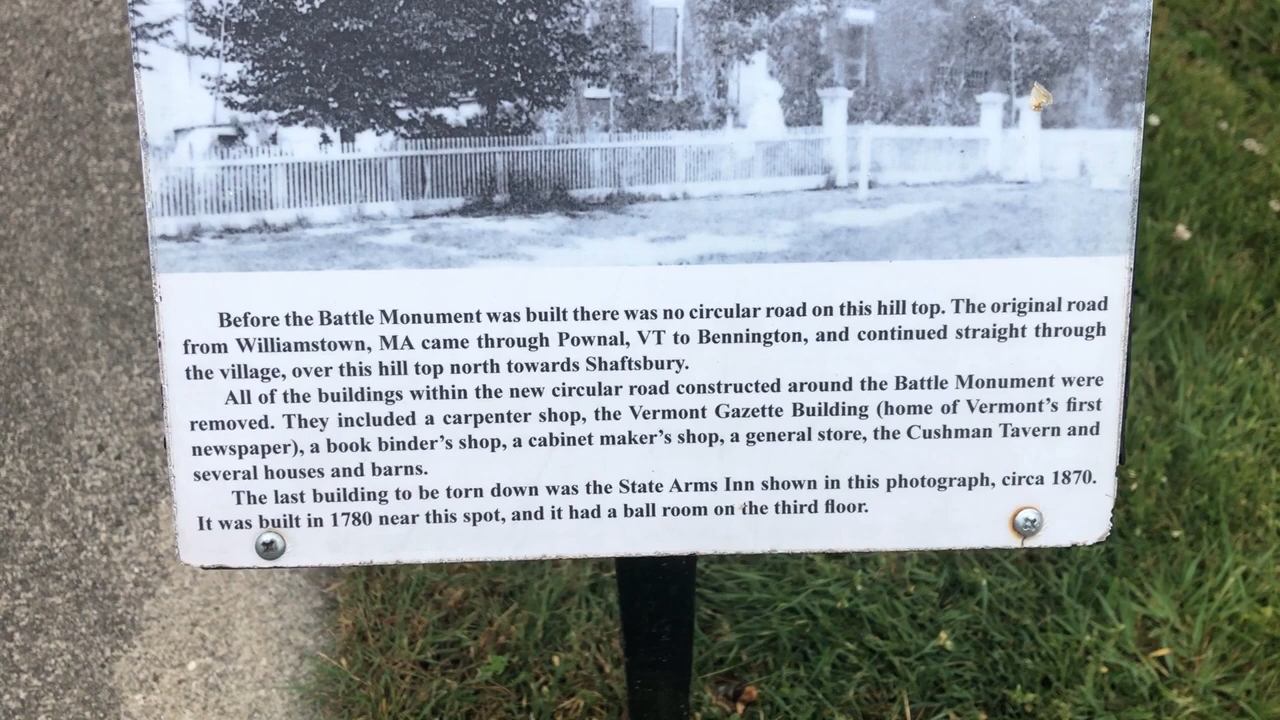 Before the Battle Monument was built there was no circular road on this hill top. The original road
from Williamstown, MA came through Pownal, VT to Bennington, and continued straight through
the village, over this hill top north towards Shaftsbury.
All of the buildings within the new circular road constructed around the Battle Monument were
removed. They included a carpenter shop, the Vermont Gazette Building (home of Vermont's first
newspaper), a book binder's shop, a cabinet maker's shop, a general store, the Cushman Tavern and
several houses and barns.
The last building to be torn down was the State Arms Inn shown in this photograph, circa 1870.
It was built in 1780 near this spot, and it had a ball room on the third floor.